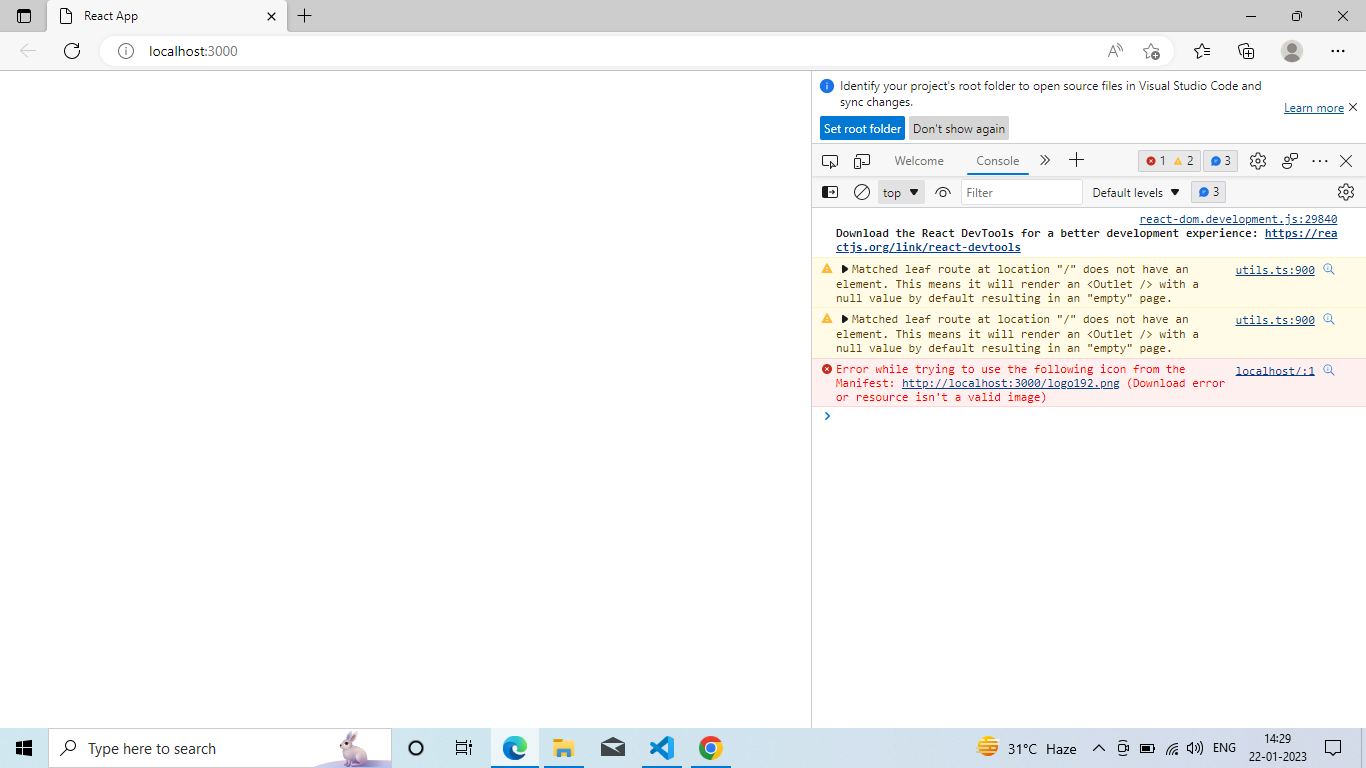 React App
localhost:3000
Identify your project's root folder to open source files in Visual Studio Code and
sync changes.
Learn more
Set root folder
Don't show again
Welcome
Console
1
2
3
top
Filter
Default levels
3
react-dom.development.js:29840
Download the React DevTools for a better development experience: https://rea
ctjs.org/link/react-devtools
Matched leaf route at location "/" does not have an
utils.ts:900
element. This means it will render an <Outlet /> with a
null value by default resulting in an "empty" page.
Matched leaf route at location "/" does not have an
utils.ts:900
element. This means it will render an <Outlet /> with a
null value by default resulting in an "empty" page.
Error while trying to use the following icon from the
localhost/:1
Manifest: http://localhost:3000/logo192.png (Download error
or resource isn't a valid image)
Type here to search
31°C Haze
ENG
14:29
22-01-2023